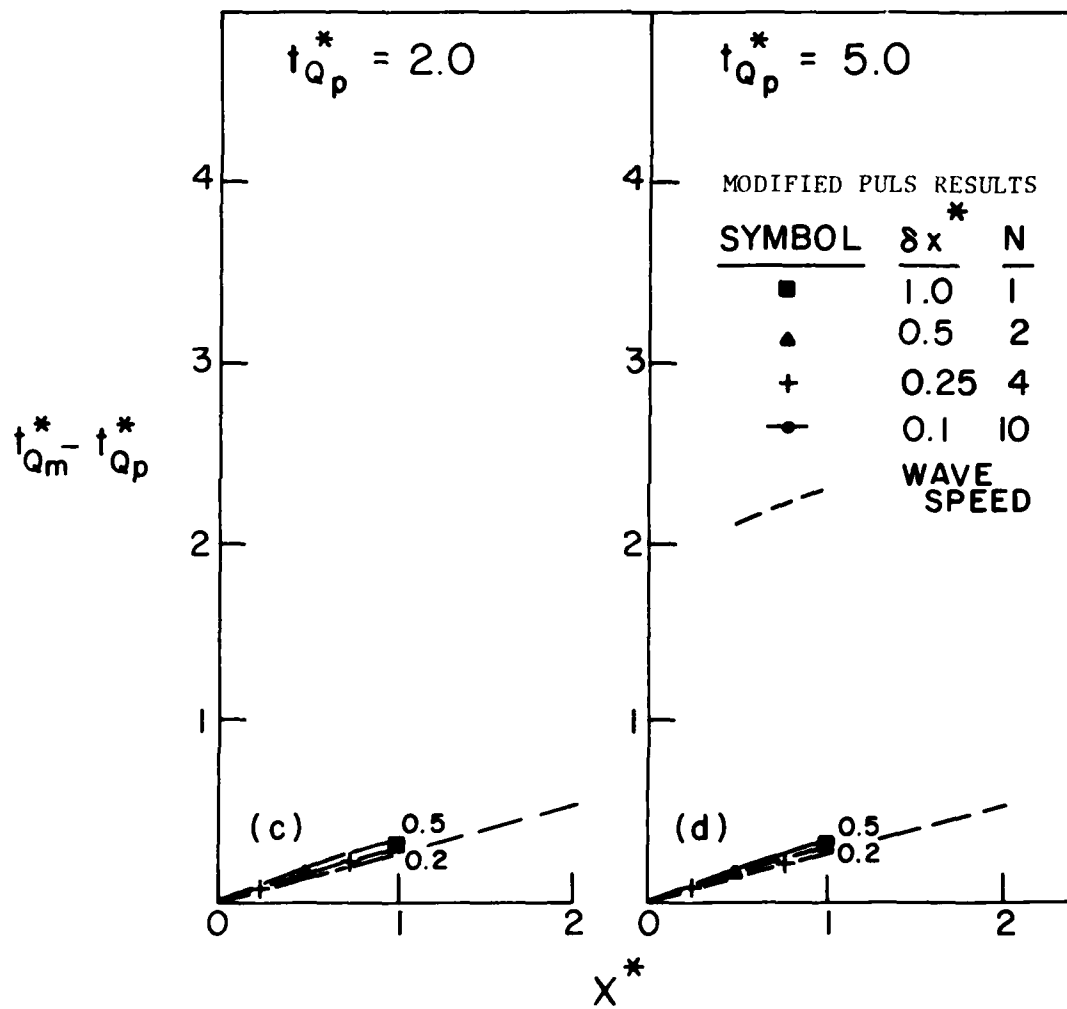 t*Qp = 2.0
t*Qp = 5.0
4
3
2
1
0
1
2
4
3
2
1
0
1
2
t*Qm - t*Qp
X*
MODIFIED PULS RESULTS
SYMBOL δx* N
1.0 1
0.5 2
0.25 4
0.1 10
WAVE
SPEED
(c)
0.5
0.2
(d)
0.5
0.2